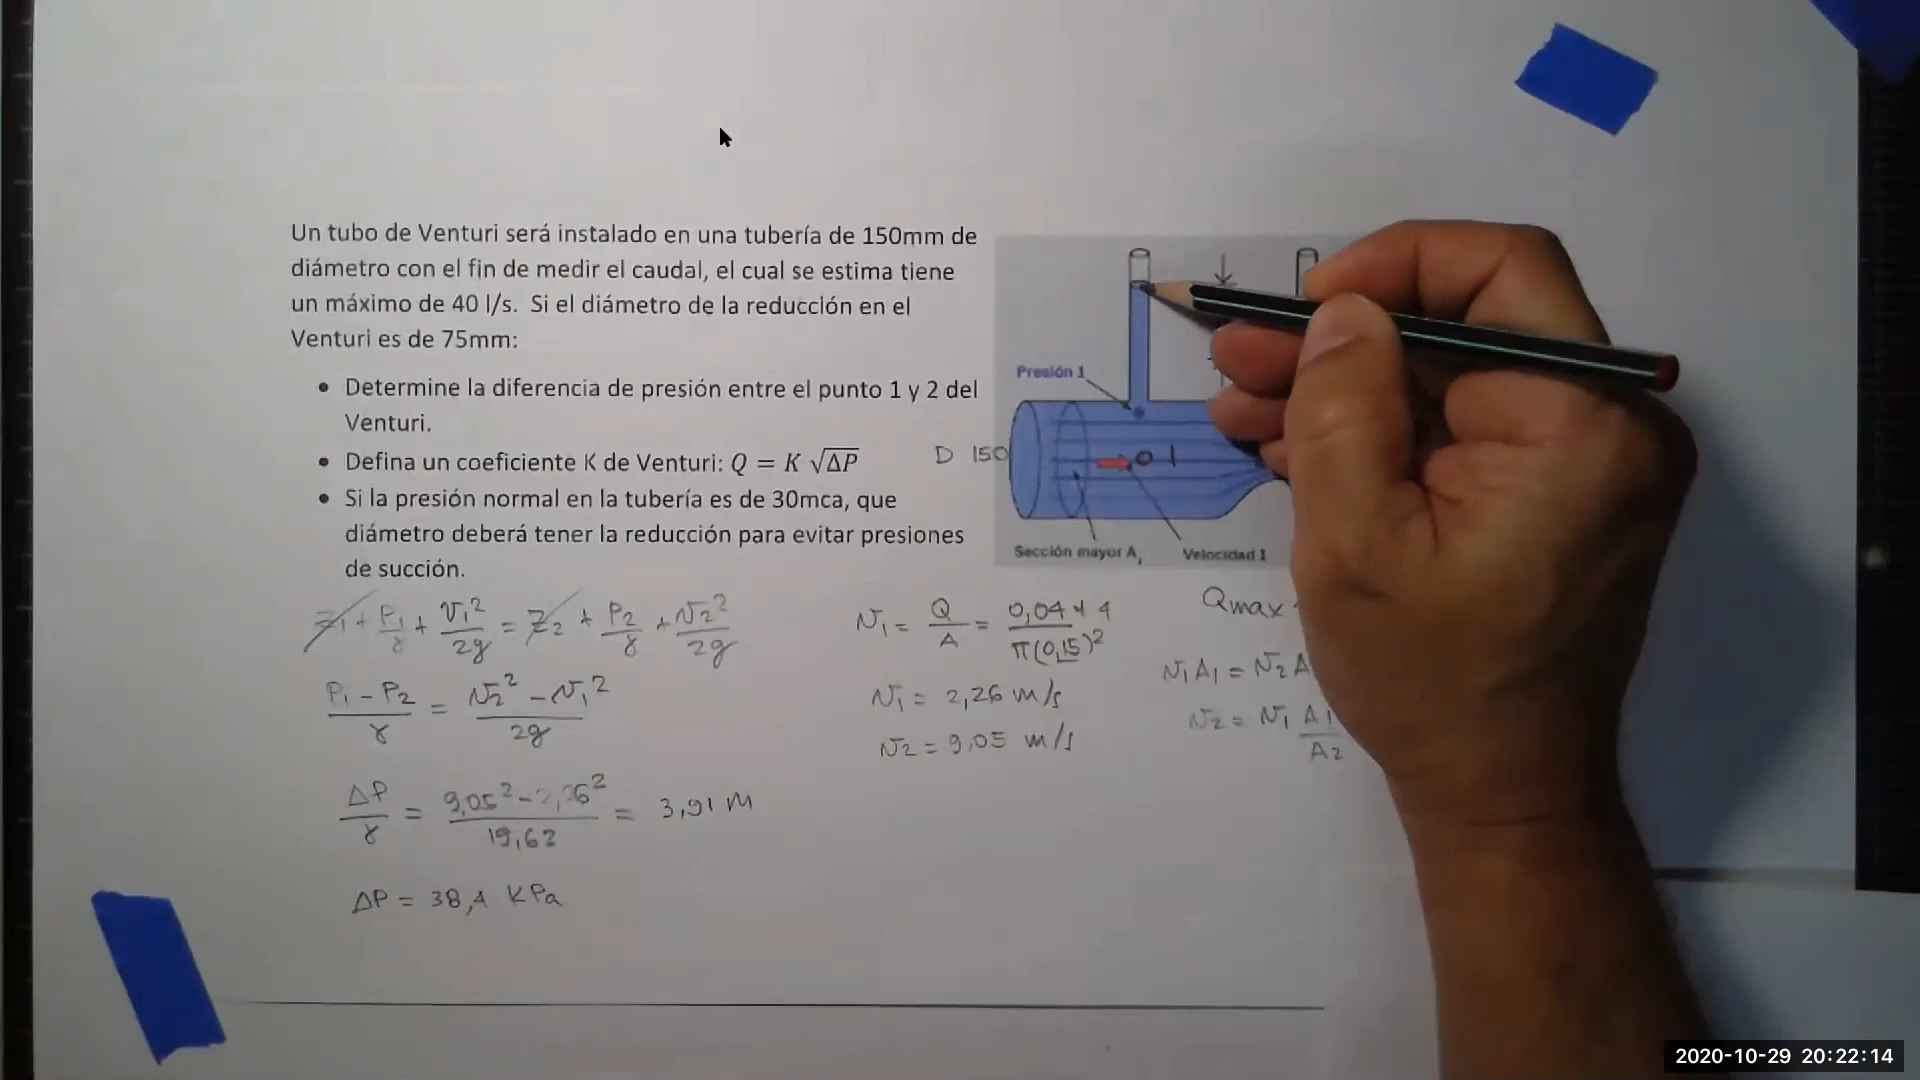 Un tubo de Venturi será instalado en una tubería de 150mm de
diámetro con el fin de medir el caudal, el cual se estima tiene
un máximo de 40 l/s. Si el diámetro de la reducción en el
Venturi es de 75mm:
• Determine la diferencia de presión entre el punto 1 y 2 del
Venturi.
• Defina un coeficiente K de Venturi: Q = K √ΔP
• Si la presión normal en la tubería es de 30mca, que
diámetro deberá tener la reducción para evitar presiones
de succión.
Presión 1
D 150
1
Sección mayor A₁
Velocidad 1
Z₁ + P₁/γ + V₁²/2g = Z₂ + P₂/γ + V₂²/2g
(P₁ - P₂)/γ = (V₂² - V₁²)/2g
ΔP/γ = (9,05² - 2,26²)/19,62 = 3,91 M
ΔP = 38,4 KPa
V₁ = Q/A = 0,04*4/π(0,15)²
V₁ = 2,26 m/s
V₂ = 9,05 m/s
Qmax
V₁A₁ = V₂A
V₂ = V₁ A₁/A₂
2020-10-29 20:22:14